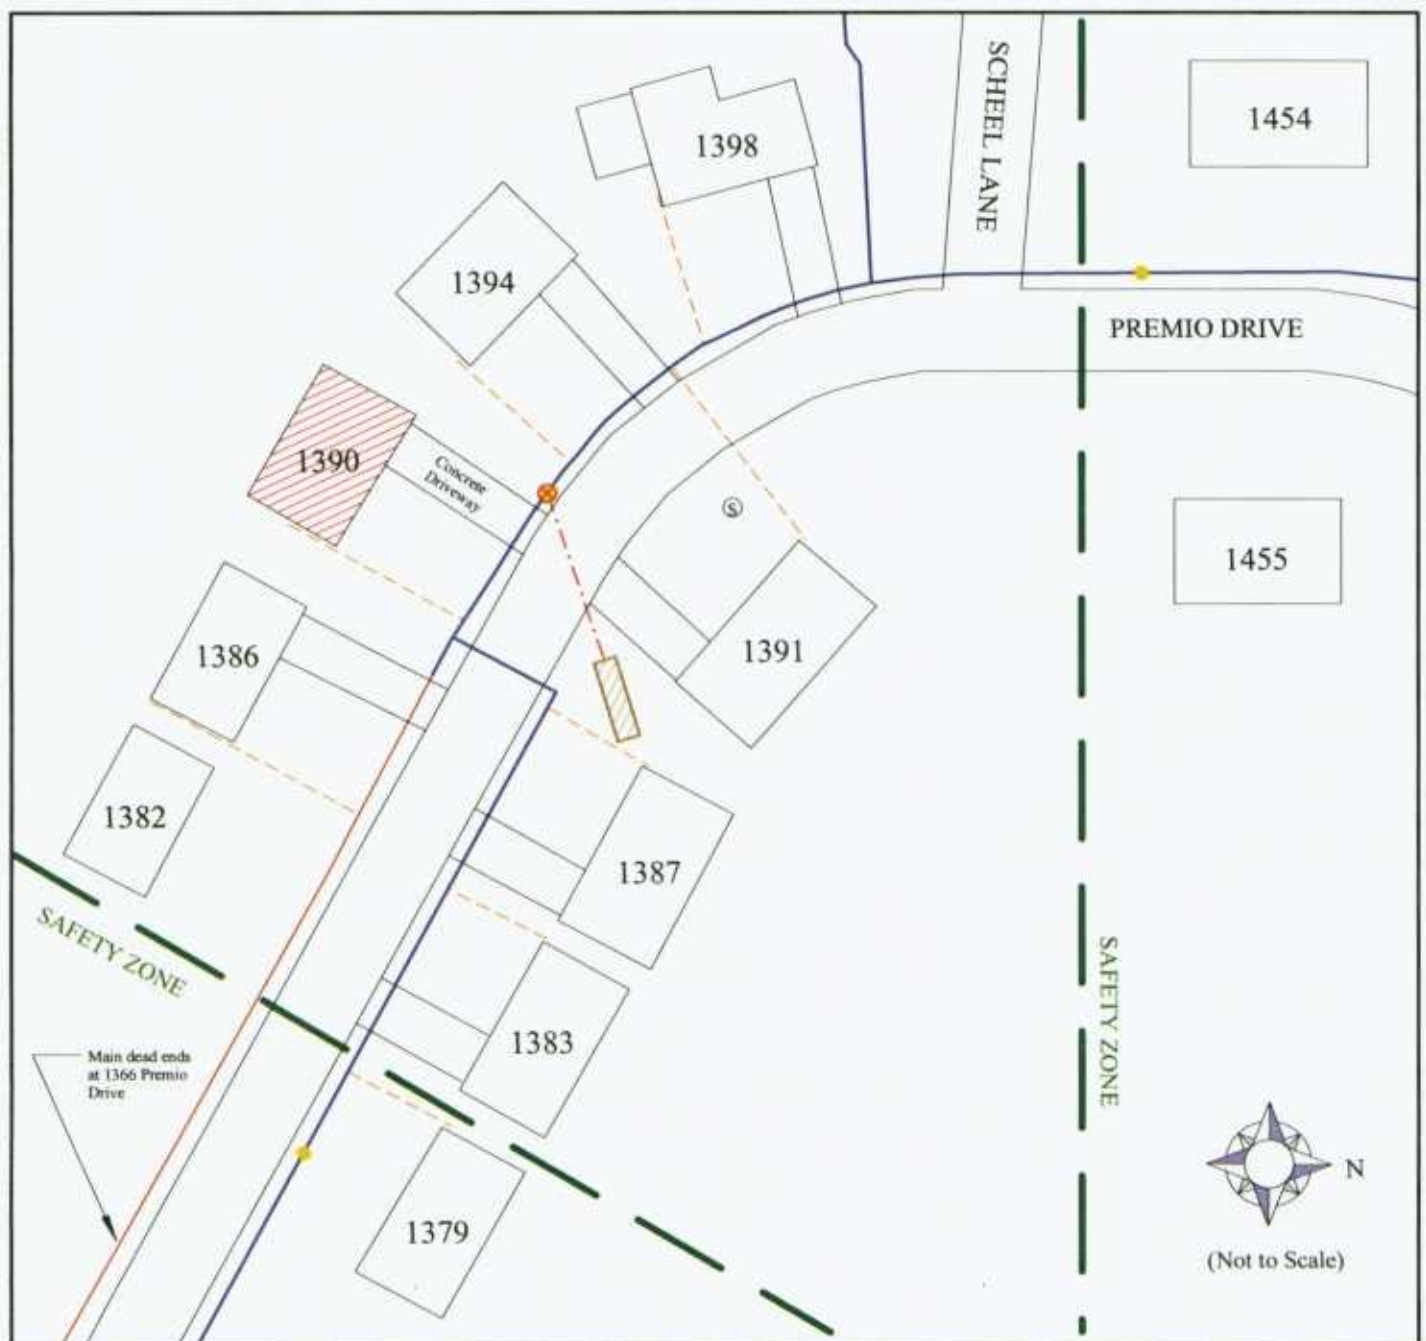 SCHEEL LANE
1454
1398
1394
PREMIO DRIVE
1390
Concrete
Driveway
S
1455
1391
1386
1382
1387
SAFETY ZONE
SAFETY ZONE
1383
Main dead ends
at 1366 Premio
Drive
N
1379
(Not to Scale)